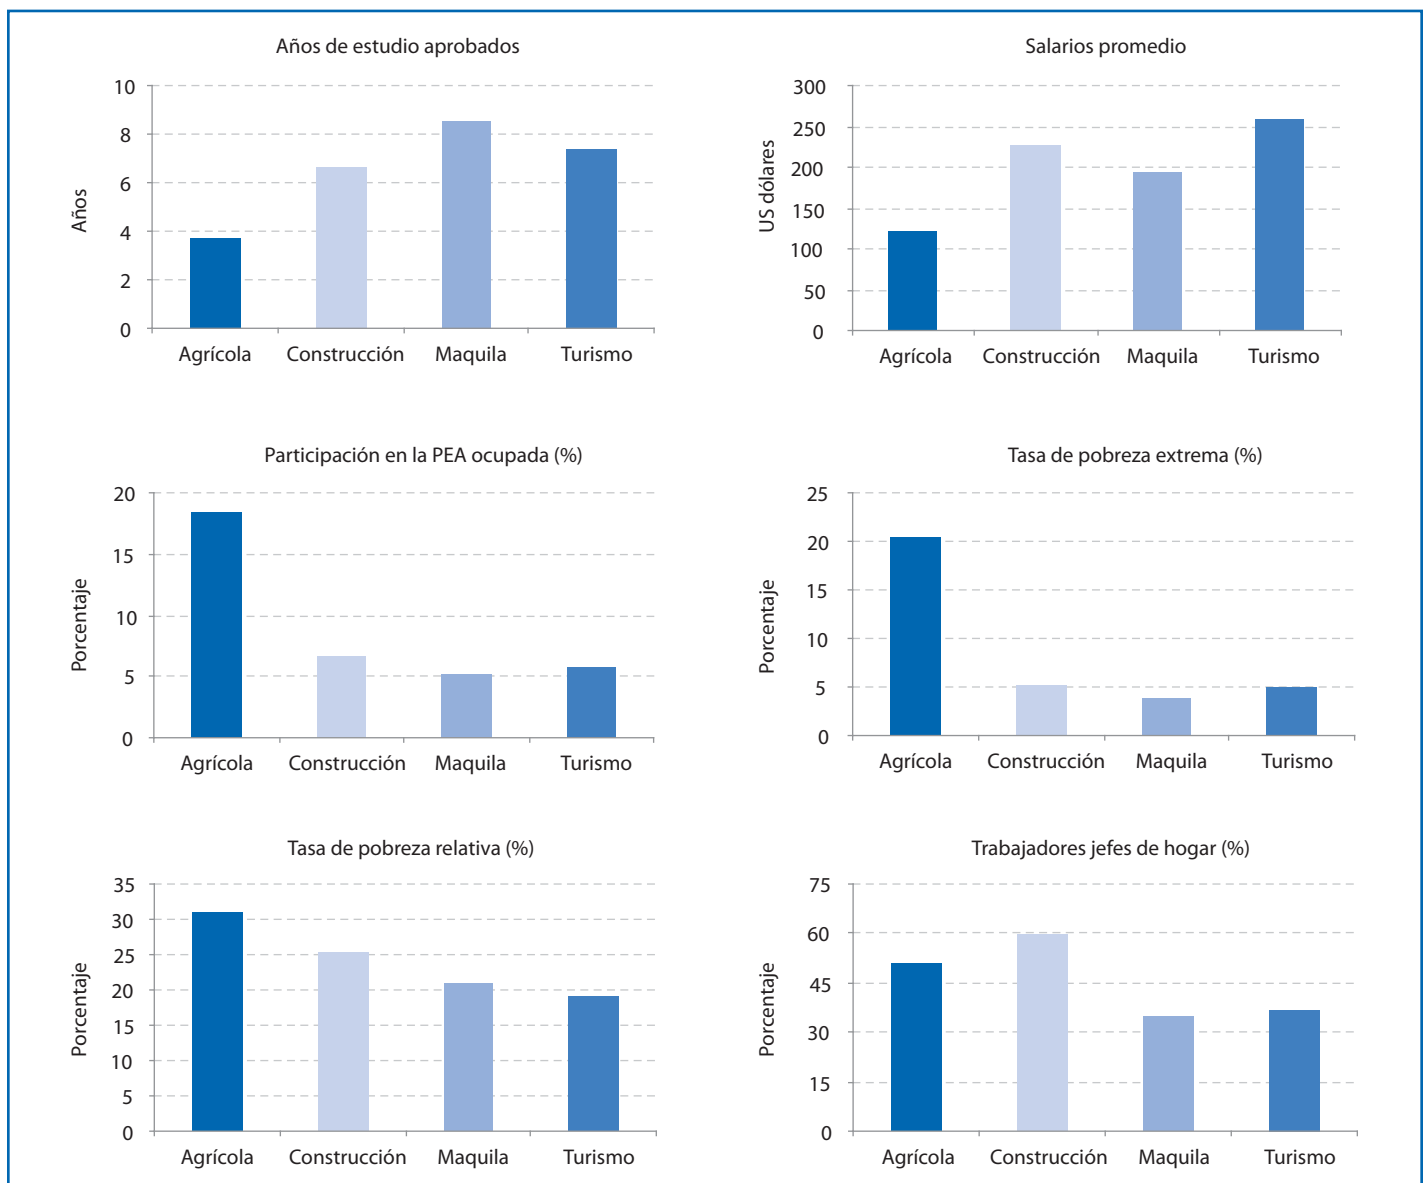 Años de estudio aprobados
Años
10
8
6
4
2
0
Agrícola Construcción Maquila Turismo
Salarios promedio
US dólares
300
250
200
150
100
50
0
Agrícola Construcción Maquila Turismo
Participación en la PEA ocupada (%)
Porcentaje
20
15
10
5
0
Agrícola Construcción Maquila Turismo
Tasa de pobreza extrema (%)
Porcentaje
25
20
15
10
5
0
Agrícola Construcción Maquila Turismo
Tasa de pobreza relativa (%)
Porcentaje
35
30
25
20
15
10
5
0
Agrícola Construcción Maquila Turismo
Trabajadores jefes de hogar (%)
Porcentaje
75
60
45
30
15
0
Agrícola Construcción Maquila Turismo